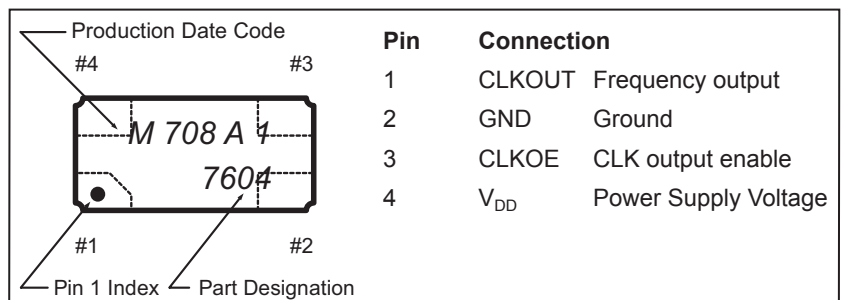 Production Date Code
#4 #3
M 708 A 1
7604
#1 #2
Pin 1 Index Part Designation
Pin Connection
1 CLKOUT Frequency output
2 GND Ground
3 CLKOE CLK output enable
4 VDD Power Supply Voltage